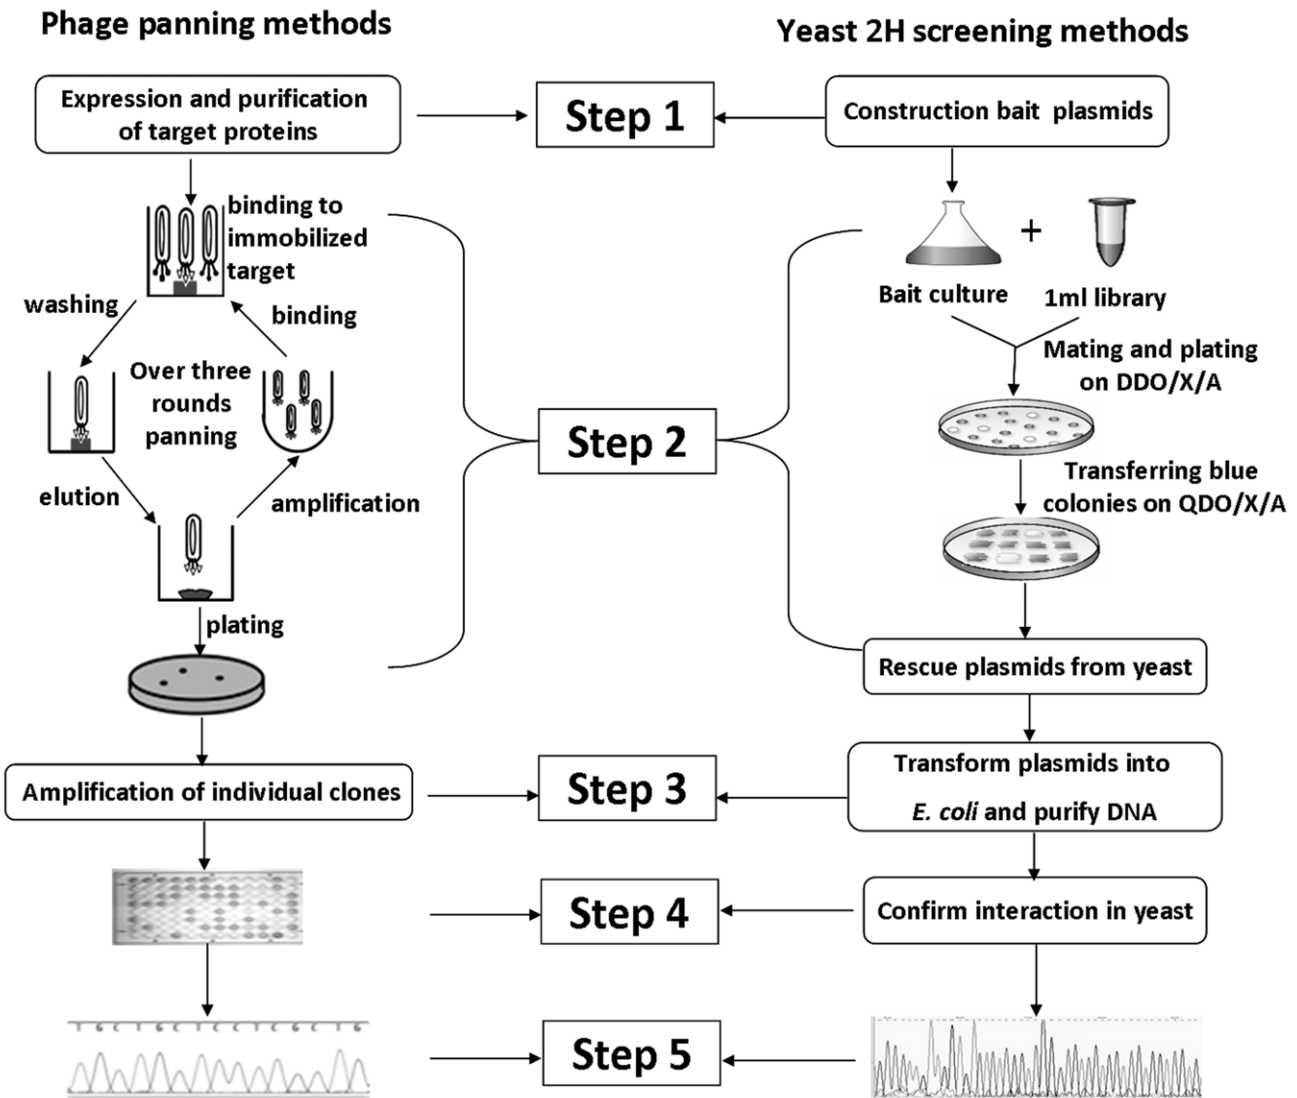 Phage panning methods
Yeast 2H screening methods
Expression and purification
of target proteins
Step 1
Construction bait plasmids
binding to
immobilized
target
washing
binding
Over three
rounds
panning
elution
amplification
plating
Step 2
+
Bait culture
1ml library
Mating and plating
on DDO/X/A
Transferring blue
colonies on QDO/X/A
Rescue plasmids from yeast
Amplification of individual clones
Step 3
Transform plasmids into
E. coli and purify DNA
Step 4
Confirm interaction in yeast
T G C T G C T C C T C G C T G
Step 5